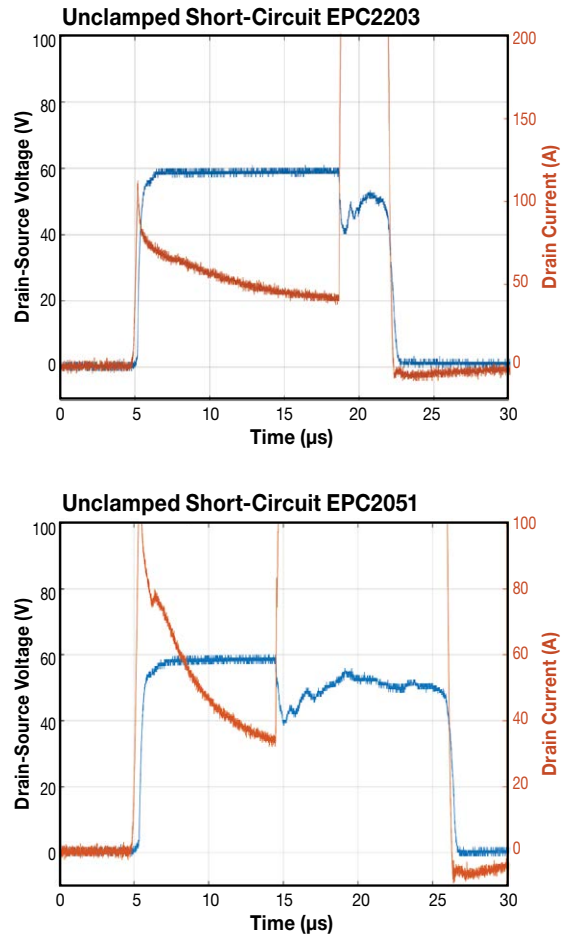 Unclamped Short-Circuit EPC2203
Drain-Source Voltage (V)
100
80
60
40
20
0
200
150
100
50
0
Drain Current (A)
0 5 10 15 20 25 30
Time (µs)
Unclamped Short-Circuit EPC2051
Drain-Source Voltage (V)
100
80
60
40
20
0
100
80
60
40
20
0
Drain Current (A)
0 5 10 15 20 25 30
Time (µs)